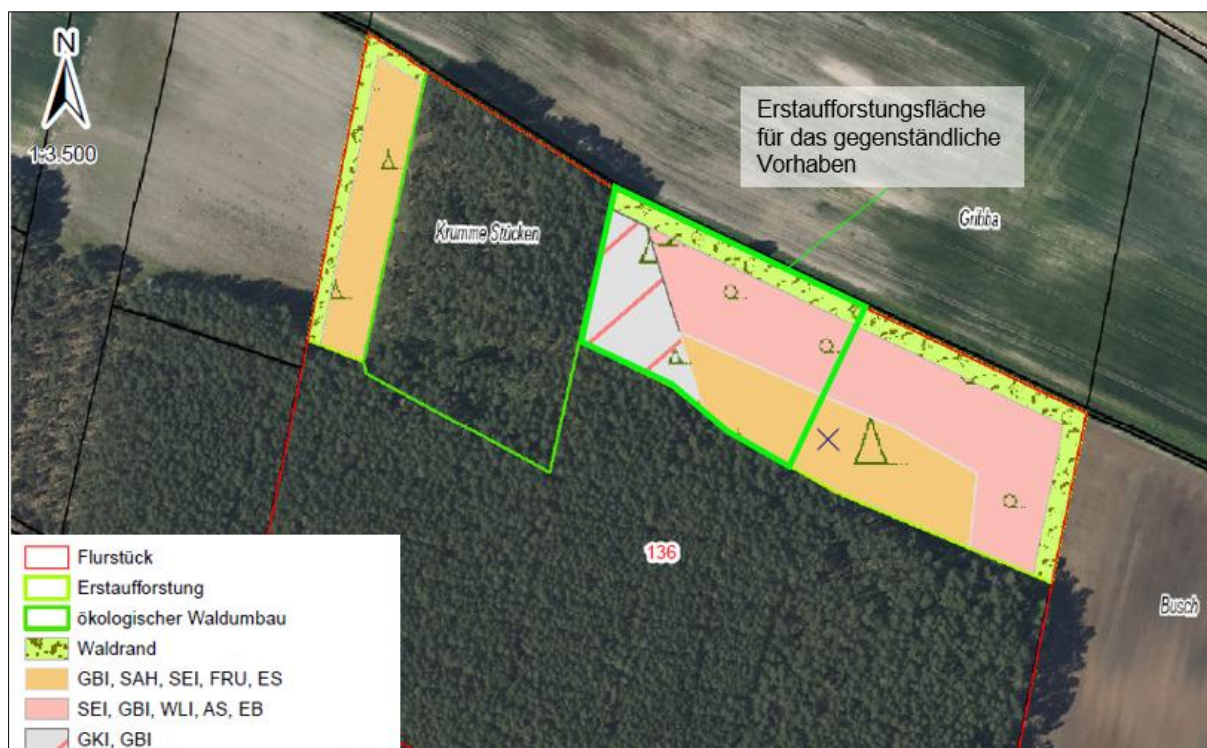 N
1:3.500
Erstaufforstungsfläche
für das gegenständliche
Vorhaben
Gribba
Krumme Stücken
136
Busch
Flurstück
Erstaufforstung
ökologischer Waldumbau
Waldrand
GBI, SAH, SEI, FRU, ES
SEI, GBI, WLI, AS, EB
GKI, GBI